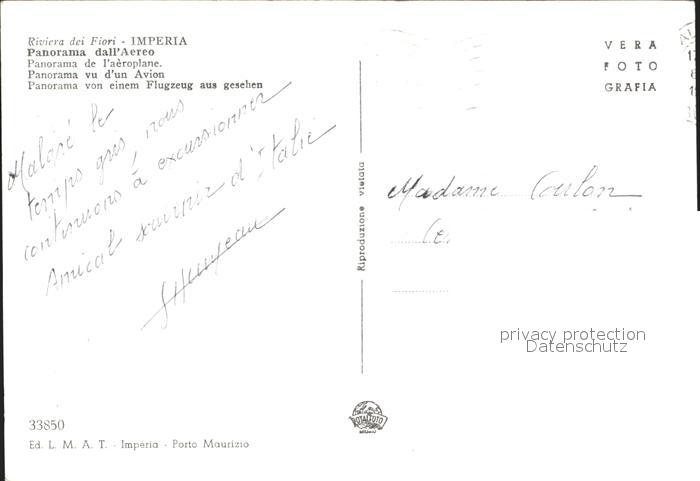 Riviera dei Fiori - IMPERIA
Panorama dall'Aereo
Panorama de l'aèroplane.
Panorama vu d'un Avion
Panorama von einem Flugzeug aus gesehen
Malgré le
temps gris, nous
continuons à excursionner
Amical souvenir d'Italie
33850
Ed. L. M. A. T. - Imperia - Porto Maurizio
Riproduzione vietata
VERA
FOTO
GRAFIA
Madame Coulon
privacy protection
Datenschutz
ROTALFOTO
MILANO